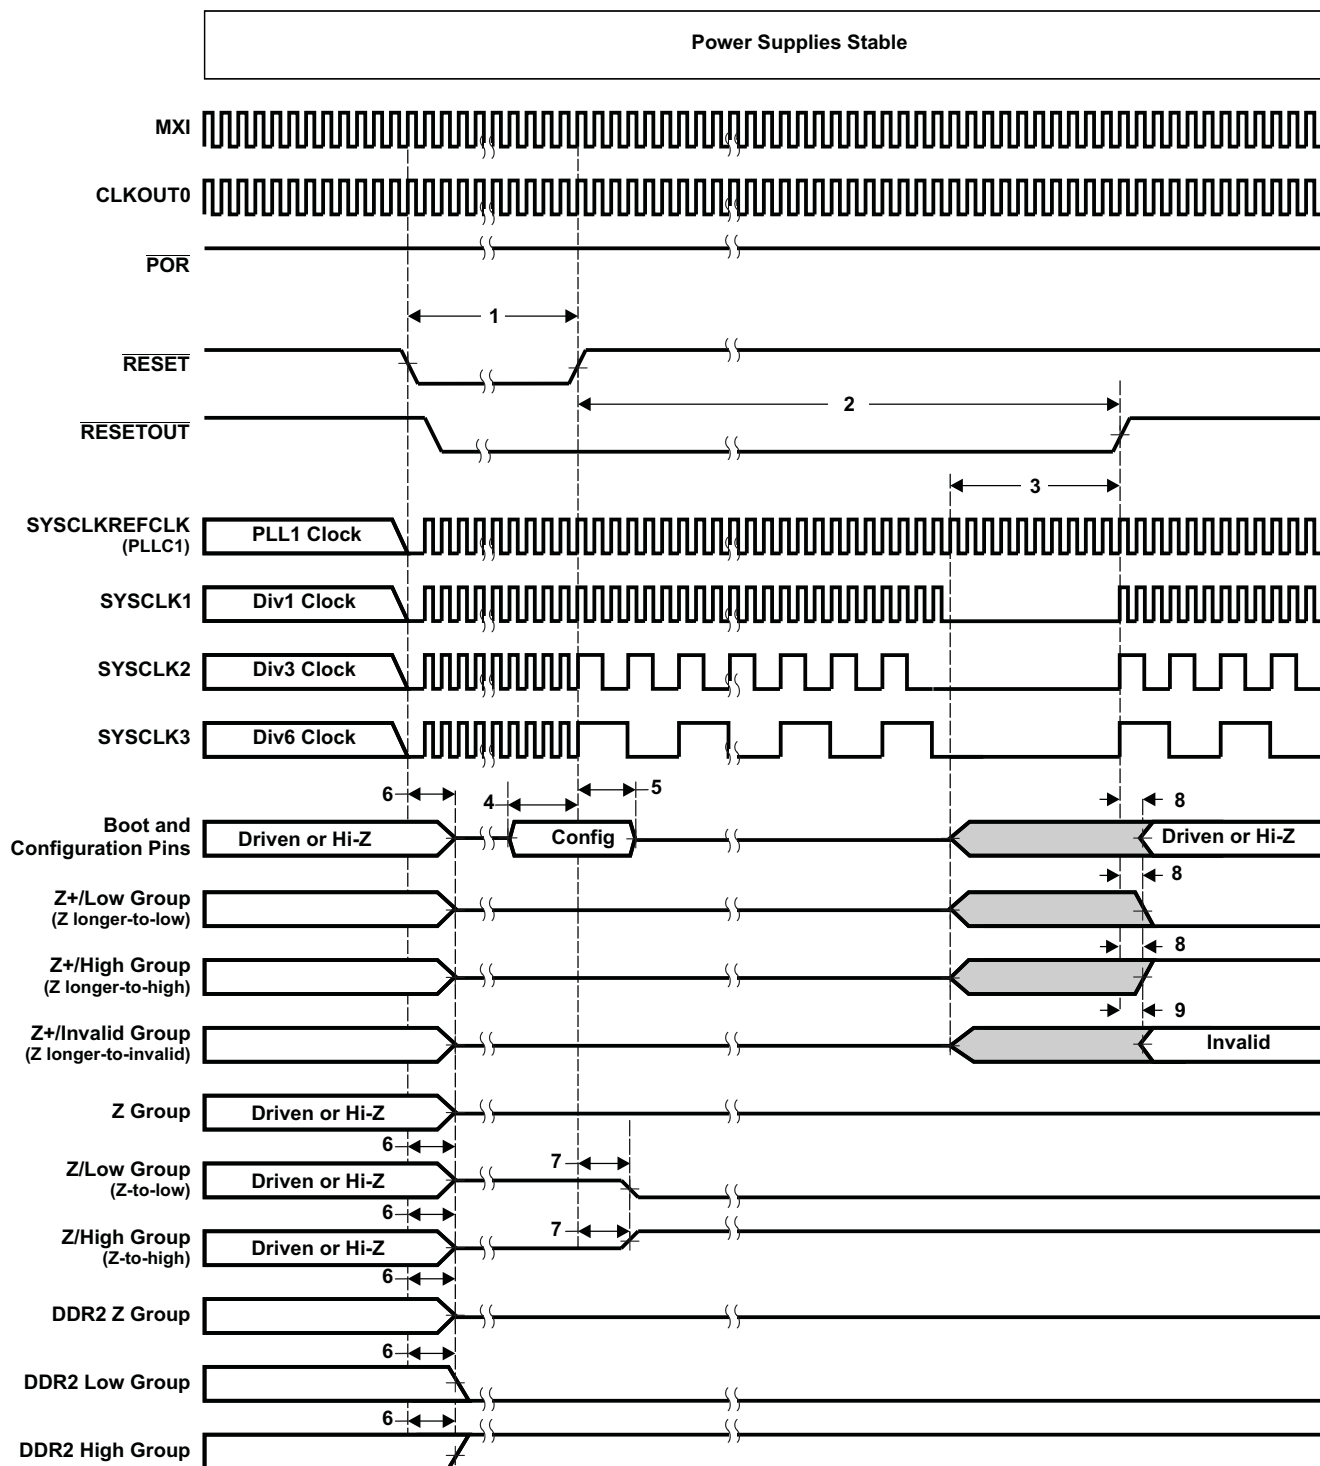 Power Supplies Stable
MXI
CLKOUT0
POR
1
RESET
2
RESETOUT
3
SYSCLKREFCLK
(PLLC1)
PLL1 Clock
SYSCLK1
Div1 Clock
SYSCLK2
Div3 Clock
SYSCLK3
Div6 Clock
6
4
5
8
Boot and
Configuration Pins
Driven or Hi-Z
Config
Driven or Hi-Z
8
Z+/Low Group
(Z longer-to-low)
8
Z+/High Group
(Z longer-to-high)
9
Z+/Invalid Group
(Z longer-to-invalid)
Invalid
Z Group
Driven or Hi-Z
6
7
Z/Low Group
(Z-to-low)
Driven or Hi-Z
6
7
Z/High Group
(Z-to-high)
Driven or Hi-Z
6
DDR2 Z Group
6
DDR2 Low Group
6
DDR2 High Group